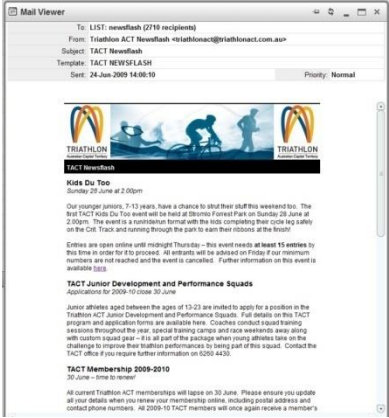 Mail Viewer
To: LIST: newsflash (2710 recipients)
From: Triathlon ACT Newsflash <triathlonact@triathlonact.com.au>
Subject: TACT Newsflash
Template: TACT NEWSFLASH
Sent: 24-Jun-2009 14:00:10 Priority: Normal
TRIATHLON TRIATHLON
Australian Capital Territory Australian Capital Territory
TACT Newsflash
Kids Du Too
Sunday 28 June at 2.00pm
Our younger juniors, 7-13 years, have a chance to strut their stuff this weekend too. The
first TACT Kids Du Too event will be held at Stromlo Forrest Park on Sunday 28 June at
2.00pm. The event is a run/ride/run format with the kids completing their cycle leg safely
on the Crit. Track and running through the park to earn their ribbons at the finish!
Entries are open online until midnight Thursday – this event needs at least 15 entries by
this time in order for it to proceed. All entrants will be advised on Friday if our minimum
numbers are not reached and the event is cancelled. Further information on this event is
available here.
TACT Junior Development and Performance Squads
Applications for 2009-10 close 30 June
Junior athletes aged between the ages of 13-23 are invited to apply for a position in the
Triathlon ACT Junior Development and Performance Squads. Full details on this TACT
program and application forms are available here. Coaches conduct squad training
sessions throughout the year, special training camps and race weekends away along
with custom squad gear – it is all part of the package when young athletes take on the
challenge to improve their triathlon performances by being part of this squad. Contact the
TACT office if you require further information on 6260 4430.
TACT Membership 2009-2010
30 June – time to renew!
All current Triathlon ACT memberships will lapse on 30 June. Please ensure you update
all your details when you renew your membership online, including postal address and
contact phone numbers. All 2009-10 TACT members will once again receive a member's